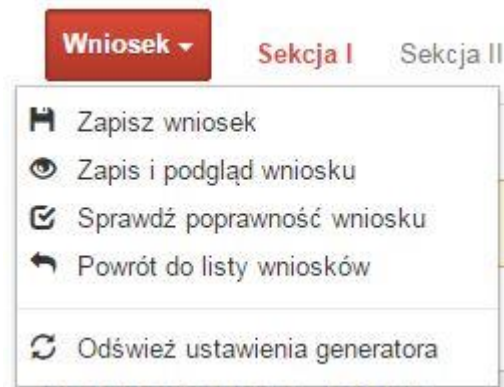 Wniosek Sekcja I Sekcja II
Zapisz wniosek
Zapis i podgląd wniosku
Sprawdź poprawność wniosku
Powrót do listy wniosków
Odśwież ustawienia generatora